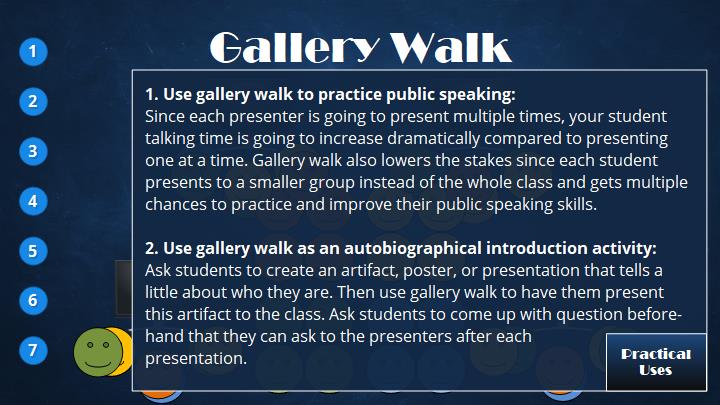 Gallery Walk
1
2
3
4
5
6
7
1. Use gallery walk to practice public speaking:
Since each presenter is going to present multiple times, your student
talking time is going to increase dramatically compared to presenting
one at a time. Gallery walk also lowers the stakes since each student
presents to a smaller group instead of the whole class and gets multiple
chances to practice and improve their public speaking skills.
2. Use gallery walk as an autobiographical introduction activity:
Ask students to create an artifact, poster, or presentation that tells a
little about who they are. Then use gallery walk to have them present
this artifact to the class. Ask students to come up with question before-
hand that they can ask to the presenters after each
presentation.
Practical
Uses